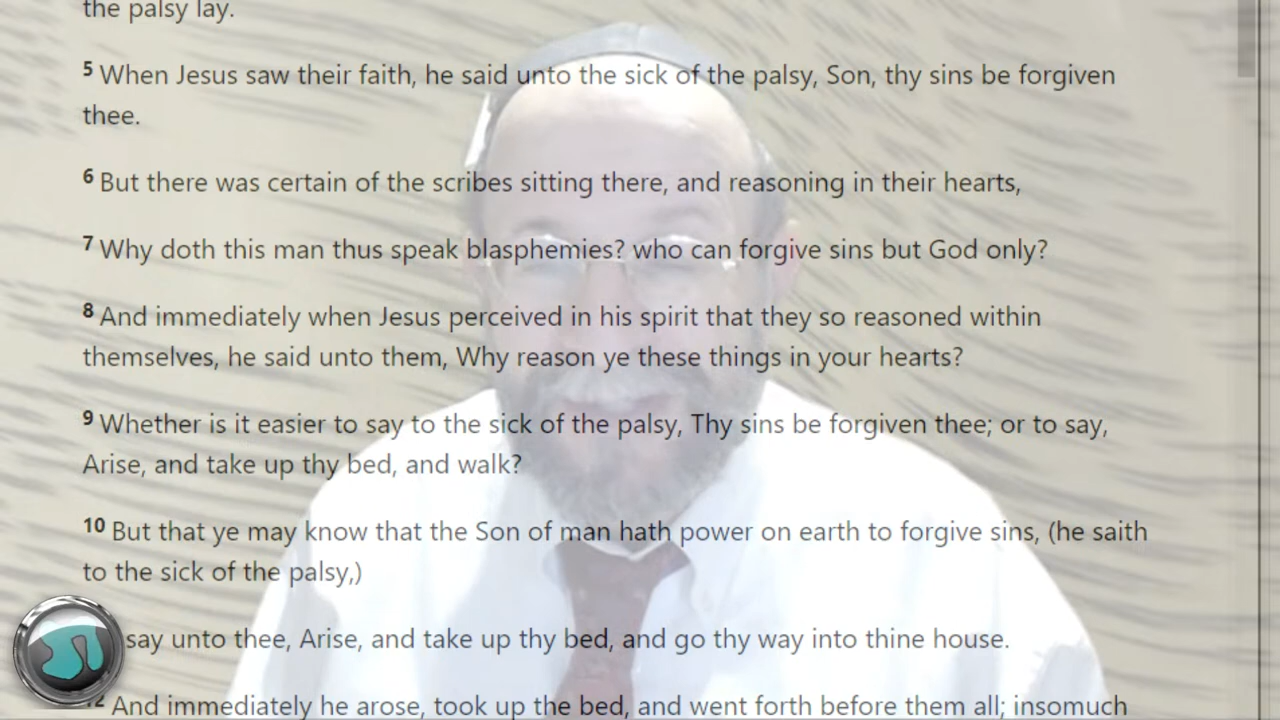 the palsy lay.
5 When Jesus saw their faith, he said unto the sick of the palsy, Son, thy sins be forgiven
thee.
6 But there was certain of the scribes sitting there, and reasoning in their hearts,
7 Why doth this man thus speak blasphemies? who can forgive sins but God only?
8 And immediately when Jesus perceived in his spirit that they so reasoned within
themselves, he said unto them, Why reason ye these things in your hearts?
9 Whether is it easier to say to the sick of the palsy, Thy sins be forgiven thee; or to say,
Arise, and take up thy bed, and walk?
10 But that ye may know that the Son of man hath power on earth to forgive sins, (he saith
to the sick of the palsy,)
say unto thee, Arise, and take up thy bed, and go thy way into thine house.
12 And immediately he arose, took up the bed, and went forth before them all; insomuch